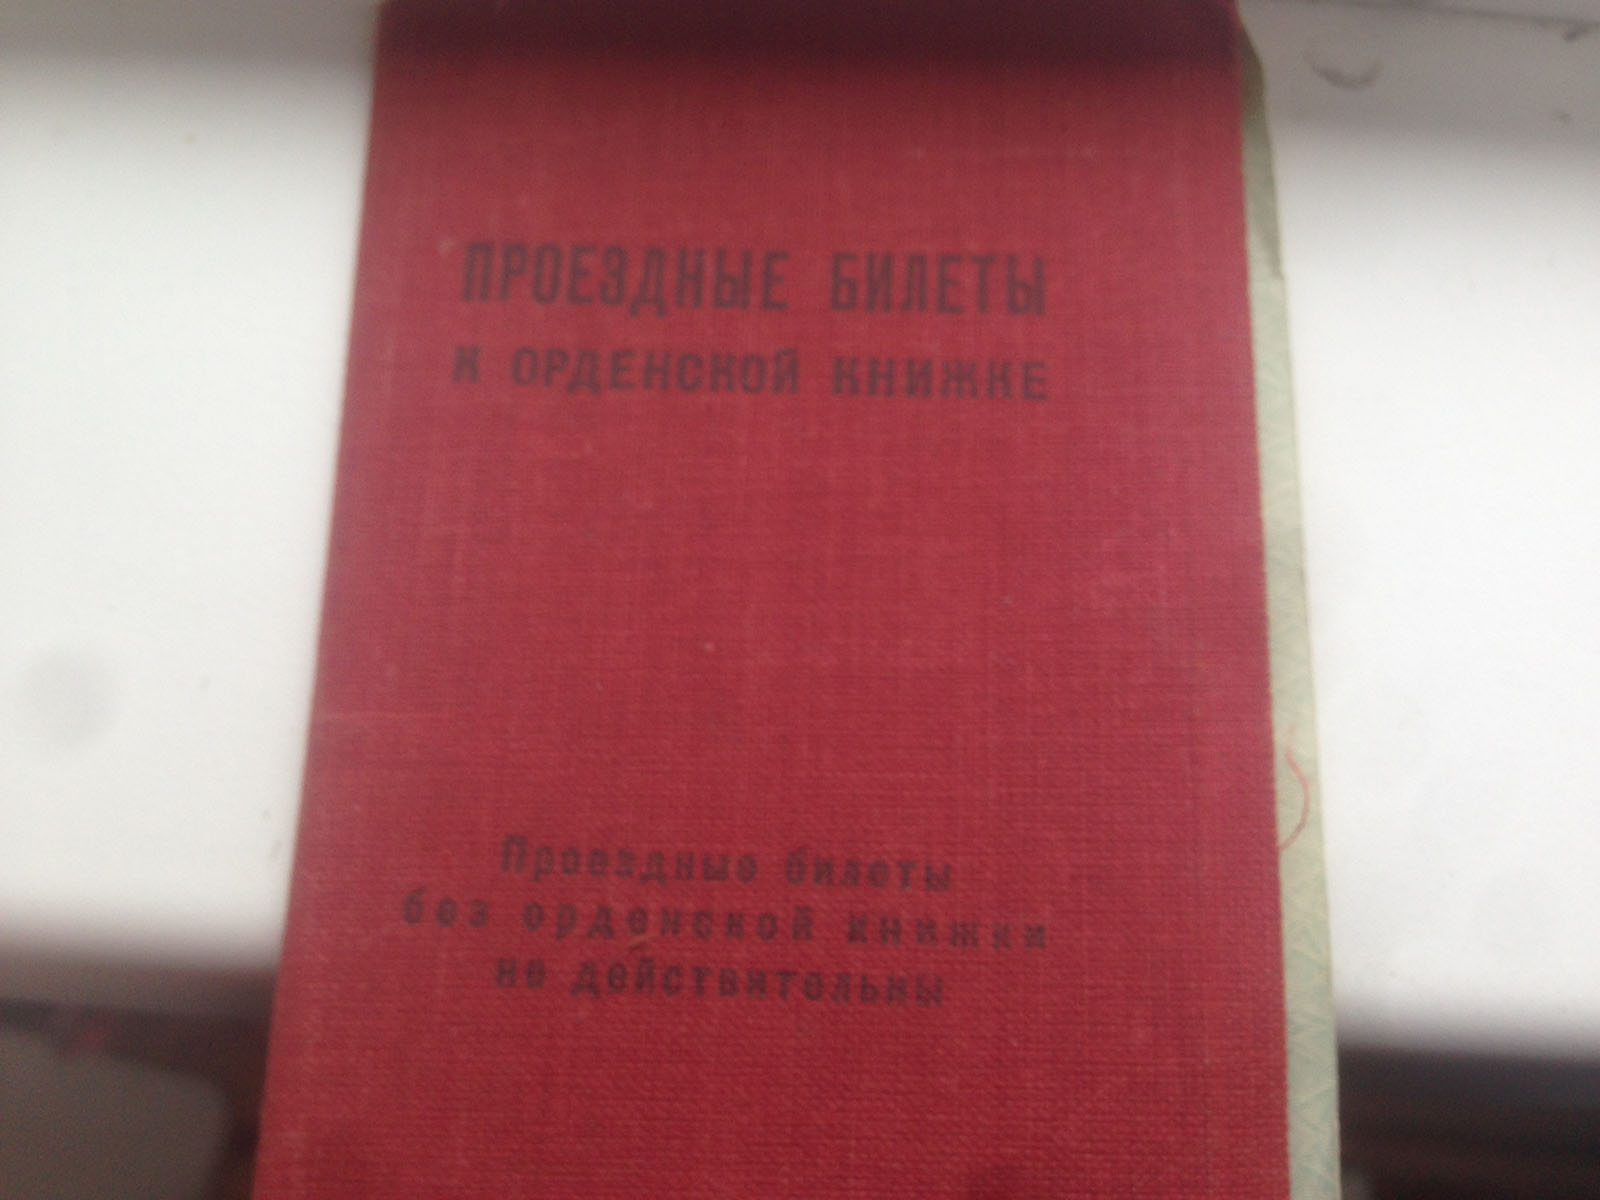 ПРОЕЗДНЫЕ БИЛЕТЫ
К ОРДЕНСКОЙ КНИЖКЕ
Проездные билеты
без орденской книжки
не действительны